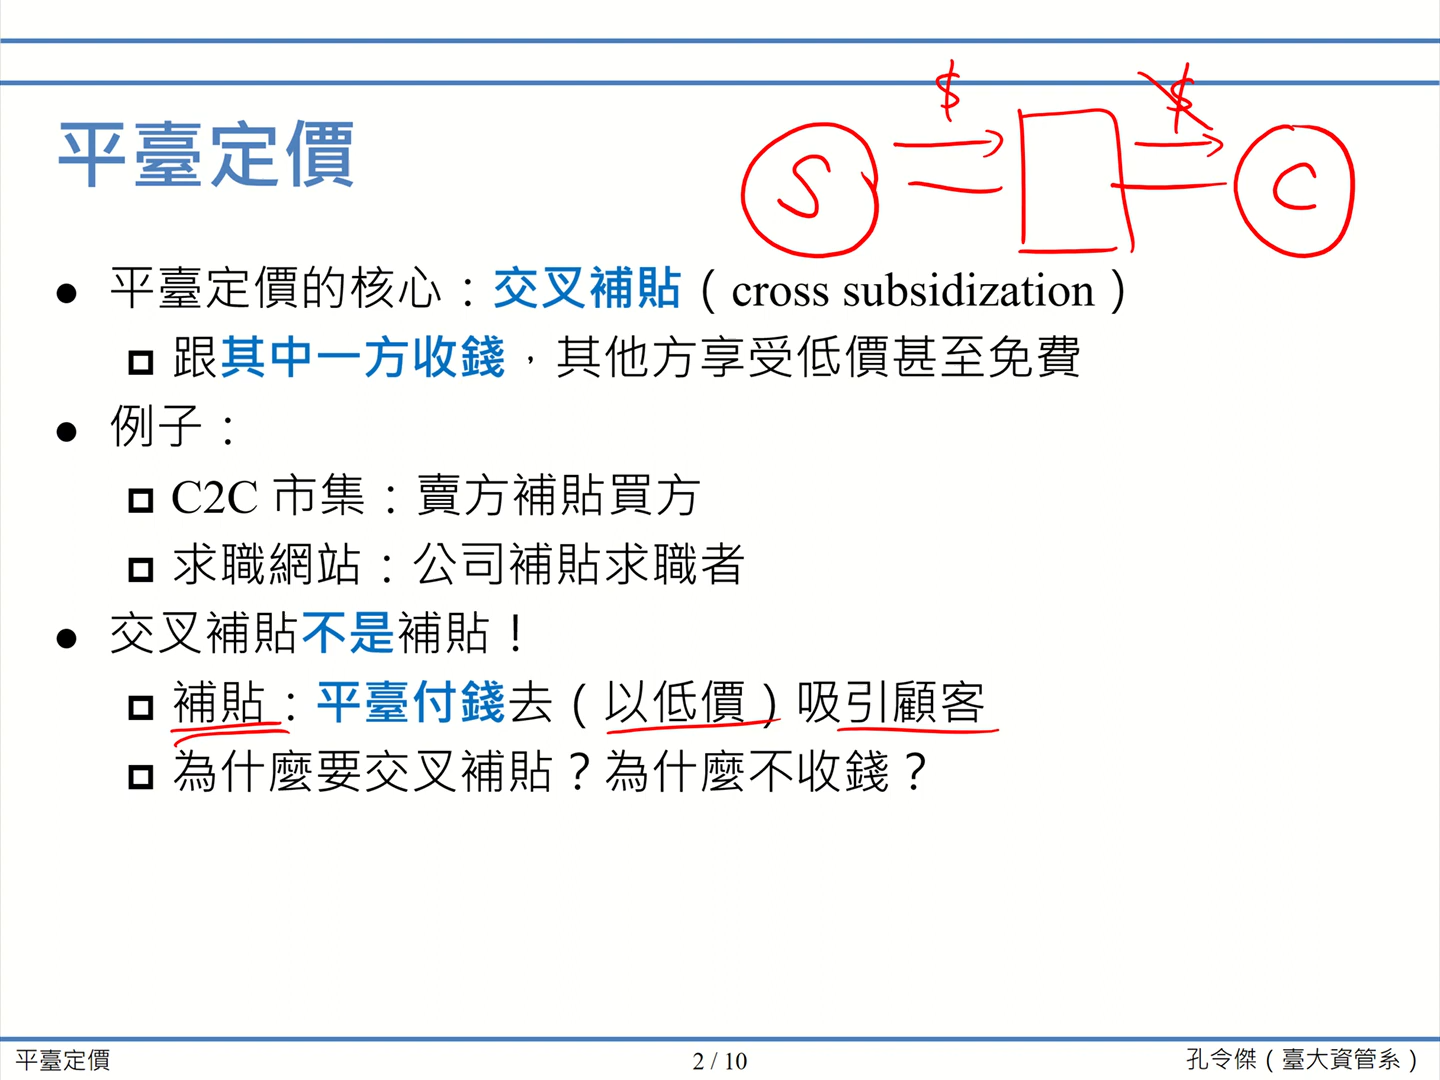 $ $
平臺定價
S C
平臺定價的核心：交叉補貼（cross subsidization）
跟其中一方收錢，其他方享受低價甚至免費
例子：
C2C 市集：賣方補貼買方
求職網站：公司補貼求職者
交叉補貼不是補貼！
補貼：平臺付錢去（以低價）吸引顧客
為什麼要交叉補貼？為什麼不收錢？
平臺定價 2 / 10 孔令傑（臺大資管系）